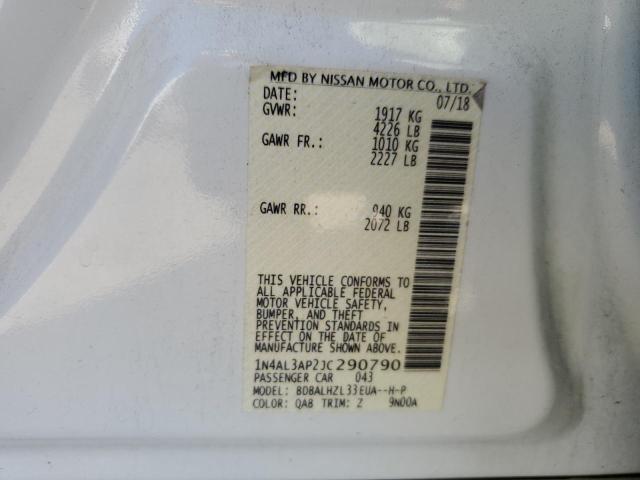 MFD BY NISSAN MOTOR CO., LTD.
DATE: 07/18
GVWR: 1917 KG
4226 LB
GAWR FR.: 1010 KG
2227 LB
GAWR RR.: 940 KG
2072 LB
THIS VEHICLE CONFORMS TO
ALL APPLICABLE FEDERAL
MOTOR VEHICLE SAFETY,
BUMPER, AND THEFT
PREVENTION STANDARDS IN
EFFECT ON THE DATE OF
MANUFACTURE SHOWN ABOVE.
1N4AL3AP2JC290790
PASSENGER CAR 043
MODEL: BDBALHZL33EUA--H-P
COLOR: QAB TRIM: Z 9N00A